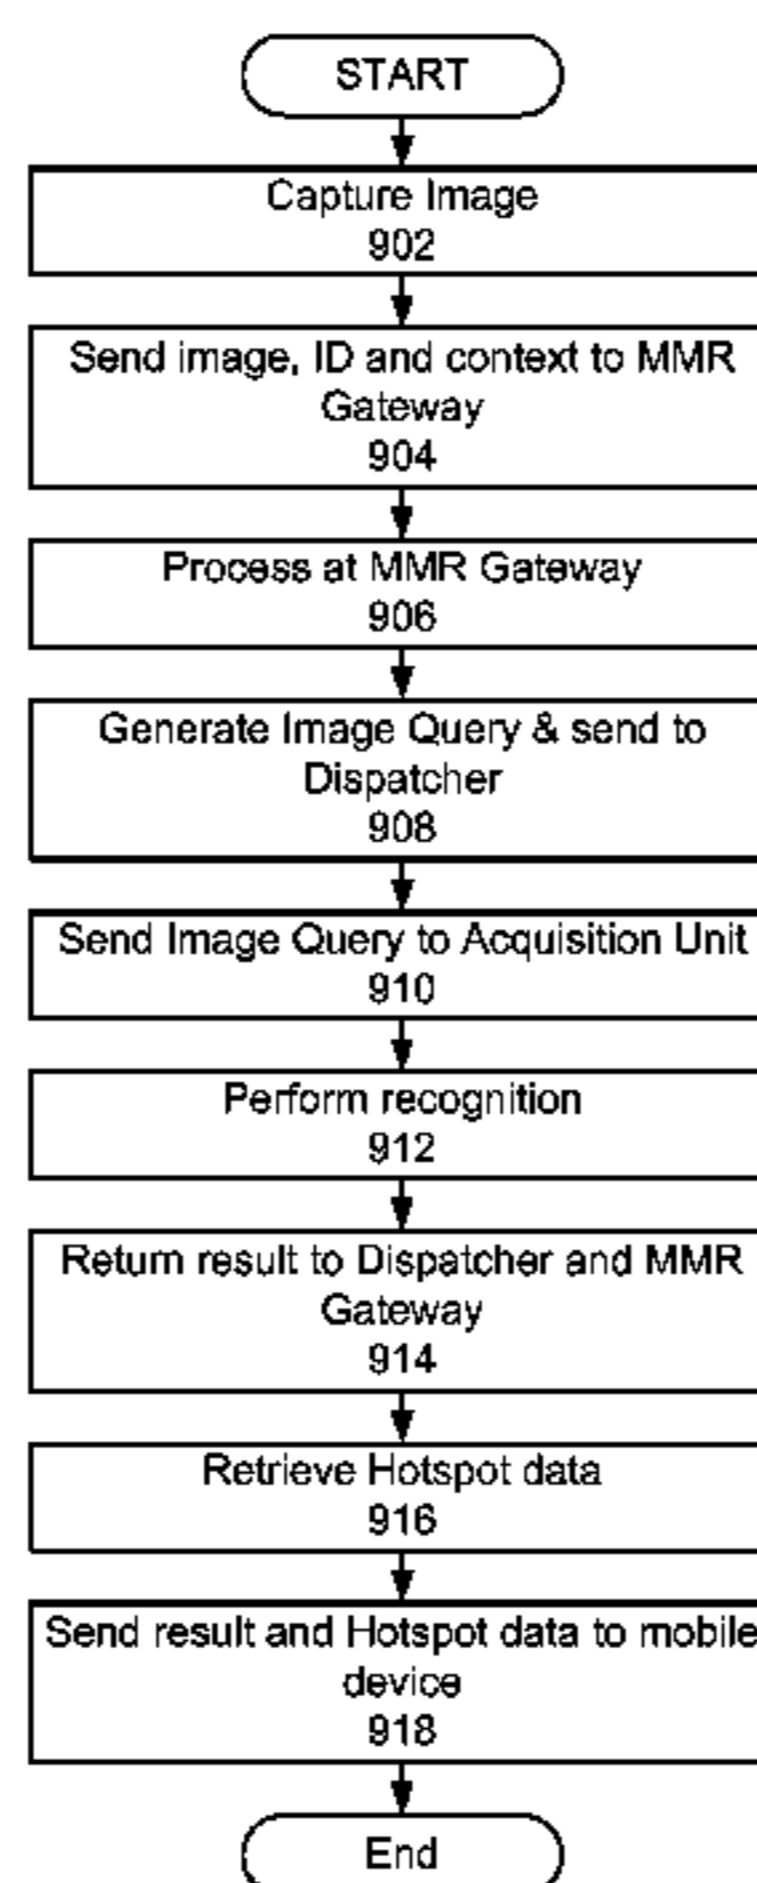 START
Capture Image
902
Send image, ID and context to MMR
Gateway
904
Process at MMR Gateway
906
Generate Image Query & send to
Dispatcher
908
Send Image Query to Acquisition Unit
910
Perform recognition
912
Return result to Dispatcher and MMR
Gateway
914
Retrieve Hotspot data
916
Send result and Hotspot data to mobile
device
918
End